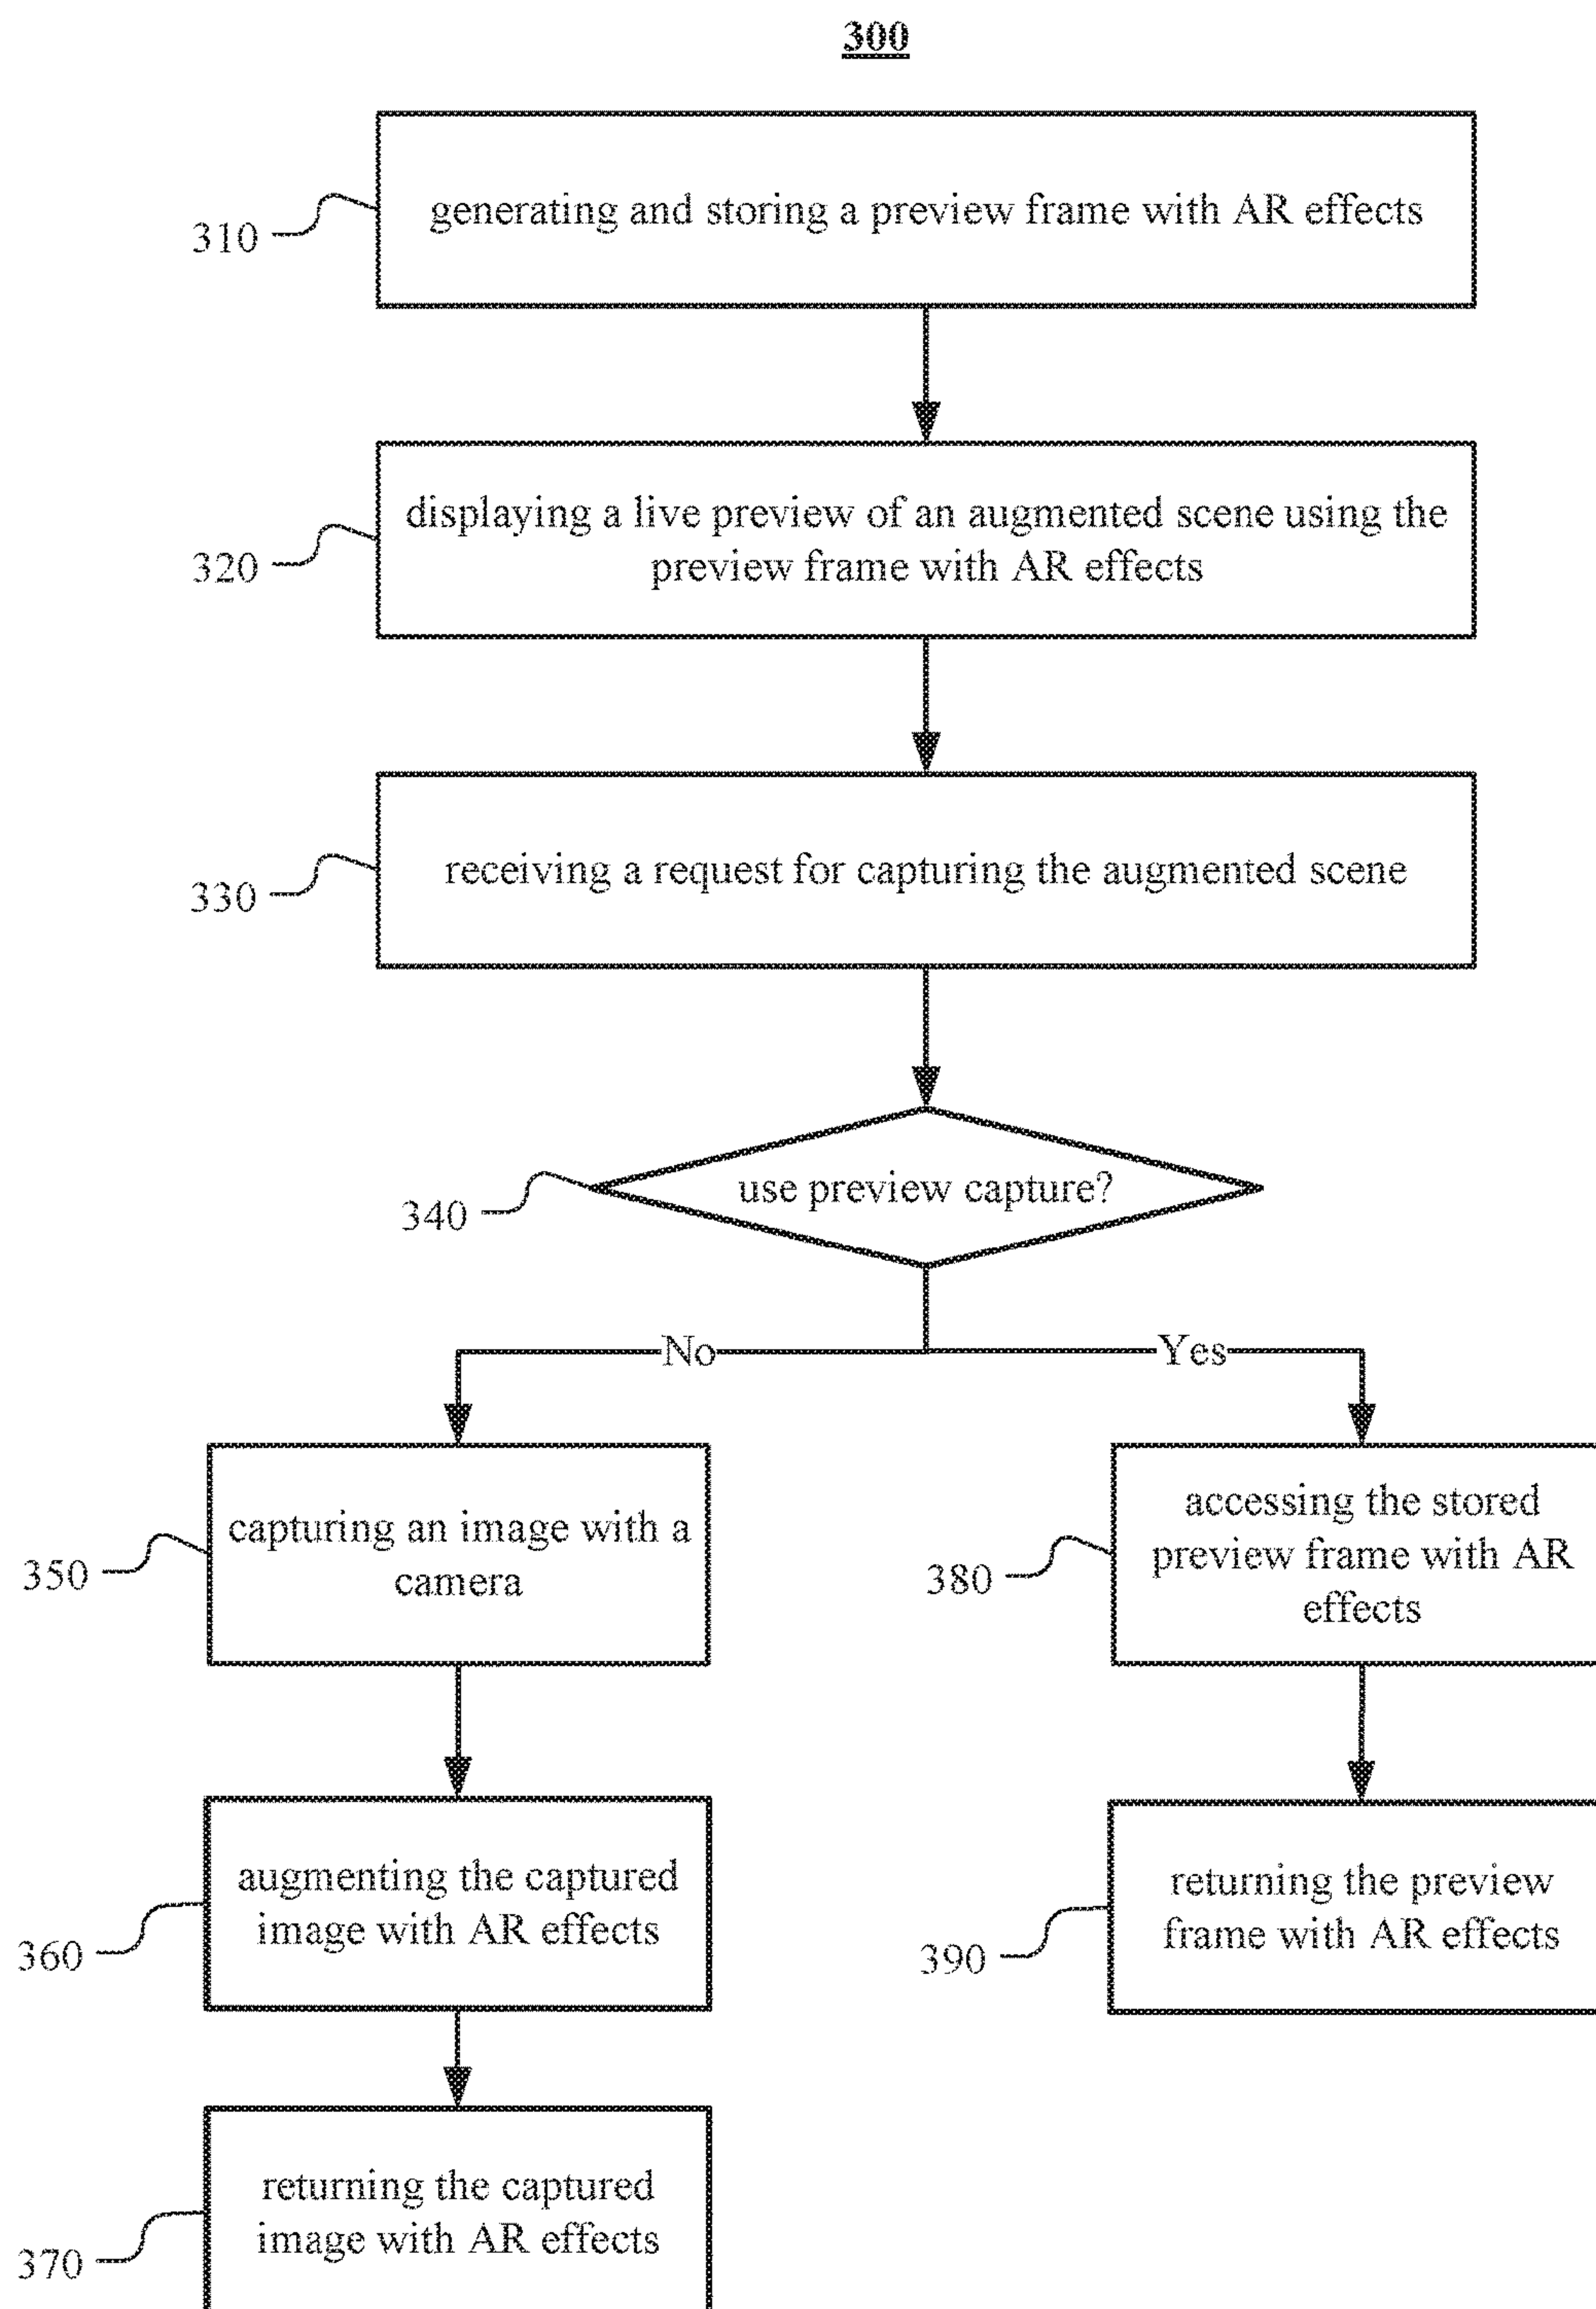 300
generating and storing a preview frame with AR effects
310
displaying a live preview of an augmented scene using the
preview frame with AR effects
320
receiving a request for capturing the augmented scene
330
use preview capture?
340
No
Yes
capturing an image with a
camera
350
accessing the stored
preview frame with AR
effects
380
augmenting the captured
image with AR effects
360
returning the preview
frame with AR effects
390
returning the captured
image with AR effects
370